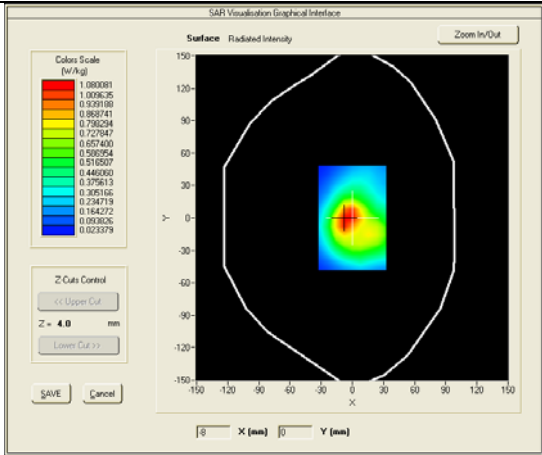 SAR Visualisation Graphical Interface
Surface Radiated Intensity
Zoom In/Out
Colors Scale
(W/kg)
1.080081
1.009635
0.939188
0.868741
0.798294
0.727847
0.657400
0.586954
0.516507
0.446060
0.375613
0.305166
0.234719
0.164272
0.093826
0.023379
150
120
90
60
30
0
-30
-60
-90
-120
-150
Y
-150 -120 -90 -60 -30 0 30 60 90 120 150
X
Z-Cuts Control
<< Upper Cut
Z = 4.0 mm
Lower Cut >>
SAVE Cancel
-8 X (mm) 0 Y (mm)